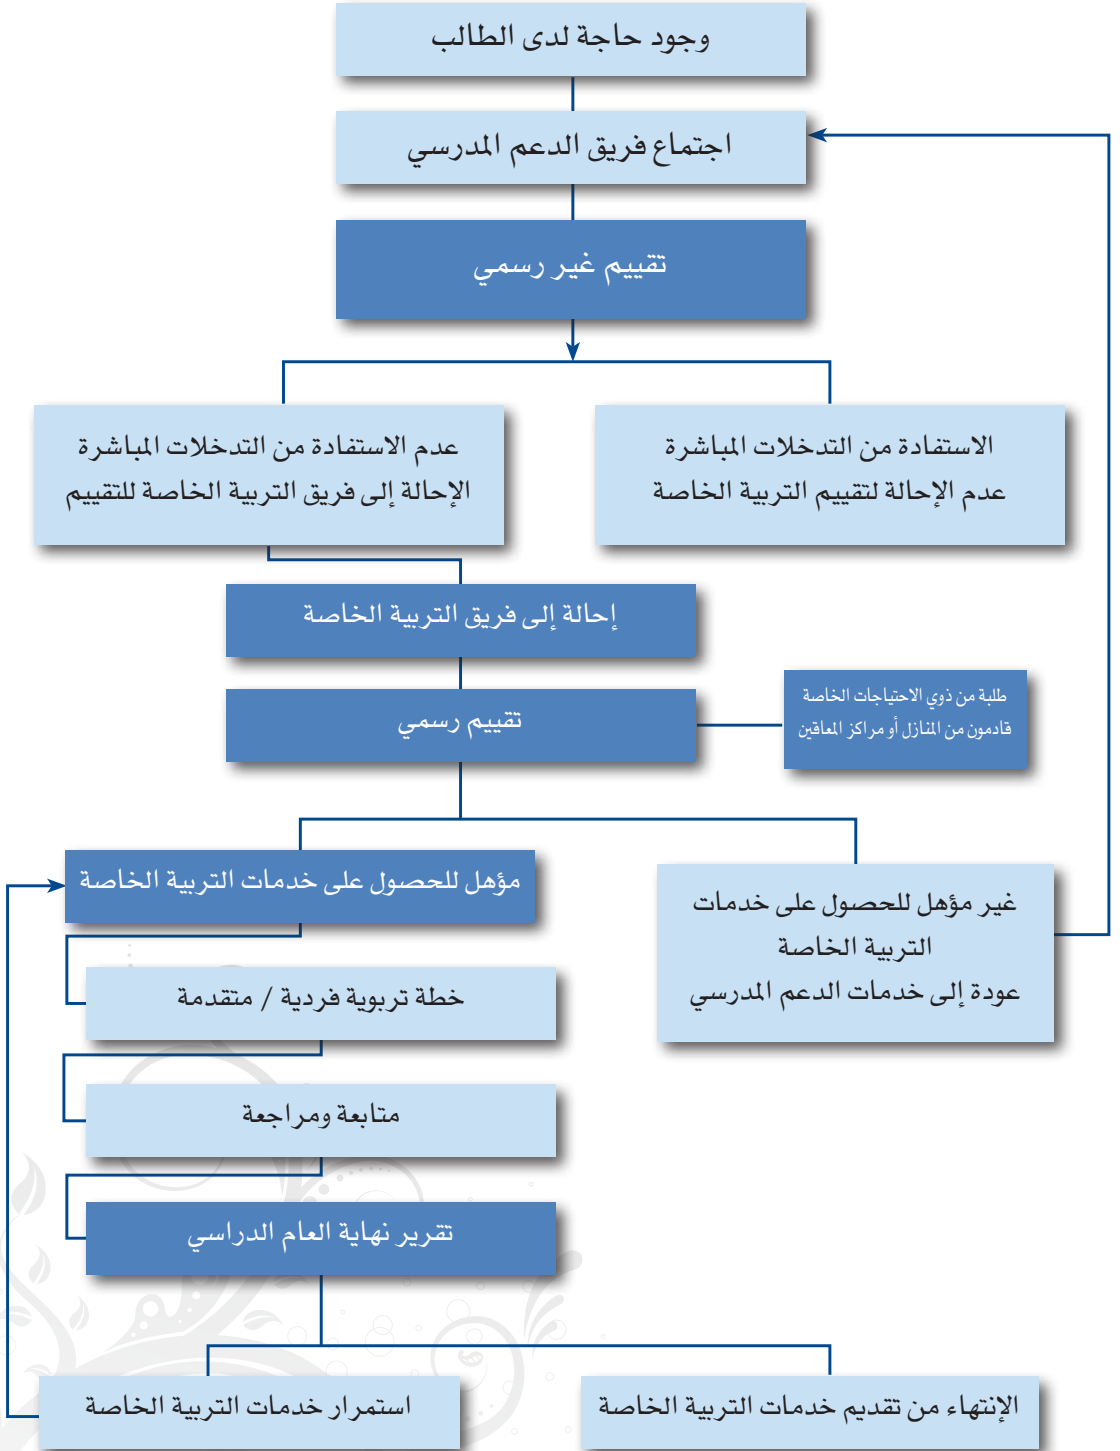 وجود حاجة لدى الطالب
اجتماع فريق الدعم المدرسي
تقييم غير رسمي
الاستفادة من التدخلات المباشرة
عدم الإحالة لتقييم التربية الخاصة
عدم الاستفادة من التدخلات المباشرة
الإحالة إلى فريق التربية الخاصة للتقييم
إحالة إلى فريق التربية الخاصة
تقييم رسمي
طلبة من ذوي الاحتياجات الخاصة
قادمون من المنازل أو مراكز المعاقين
غير مؤهل للحصول على خدمات
التربية الخاصة
عودة إلى خدمات الدعم المدرسي
مؤهل للحصول على خدمات التربية الخاصة
خطة تربوية فردية / متقدمة
متابعة ومراجعة
تقرير نهاية العام الدراسي
الإنتهاء من تقديم خدمات التربية الخاصة
استمرار خدمات التربية الخاصة